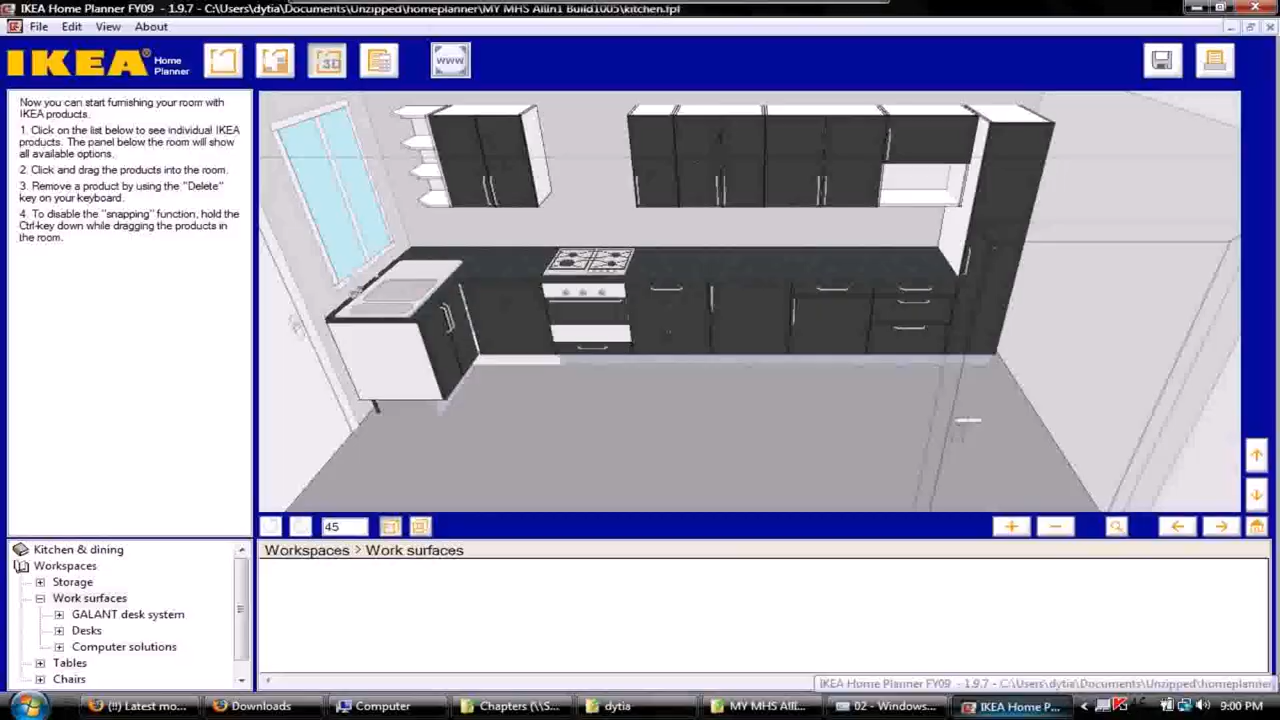 IKEA Home Planner FY09 - 1.9.7 - C:\Users\dytia\Documents\Unzipped\homeplanner\MY MHS AllIn1 Build1005\kitchen.fpf
File Edit View About
IKEA® Home Planner
3D
www
Now you can start furnishing your room with
IKEA products.
1. Click on the list below to see individual IKEA
products. The panel below the room will show
all available options.
2. Click and drag the products into the room.
3. Remove a product by using the "Delete"
key on your keyboard.
4. To disable the "snapping" function, hold the
Ctrl-key down while dragging the products in
the room.
45
Kitchen & dining
Workspaces
Storage
Work surfaces
GALANT desk system
Desks
Computer solutions
Tables
Chairs
Workspaces > Work surfaces
IKEA Home Planner FY09 - 1.9.7 - C:\Users\dytia\Documents\Unzipped\homeplanner\
(!!) Latest mo...
Downloads
Computer
Chapters (\\S...
dytia
MY MHS AllI...
02 - Windows...
IKEA Home P...
9:00 PM